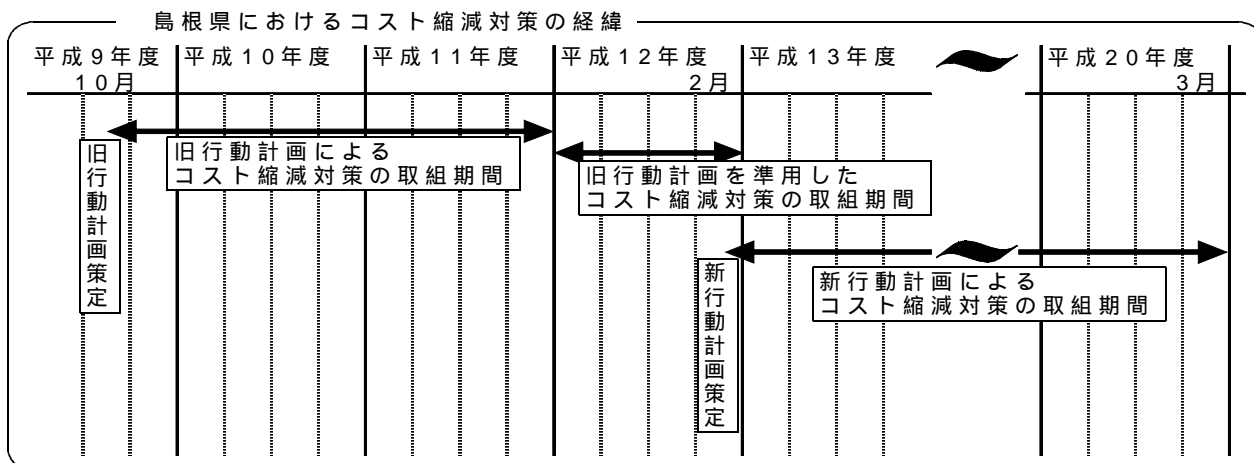 島根県におけるコスト縮減対策の経緯
平成9年度 平成10年度 平成11年度 平成12年度 平成13年度 平成20年度
10月 2月 3月
旧行動計画策定
旧行動計画による
コスト縮減対策の取組期間
旧行動計画を準用した
コスト縮減対策の取組期間
新行動計画策定
新行動計画による
コスト縮減対策の取組期間